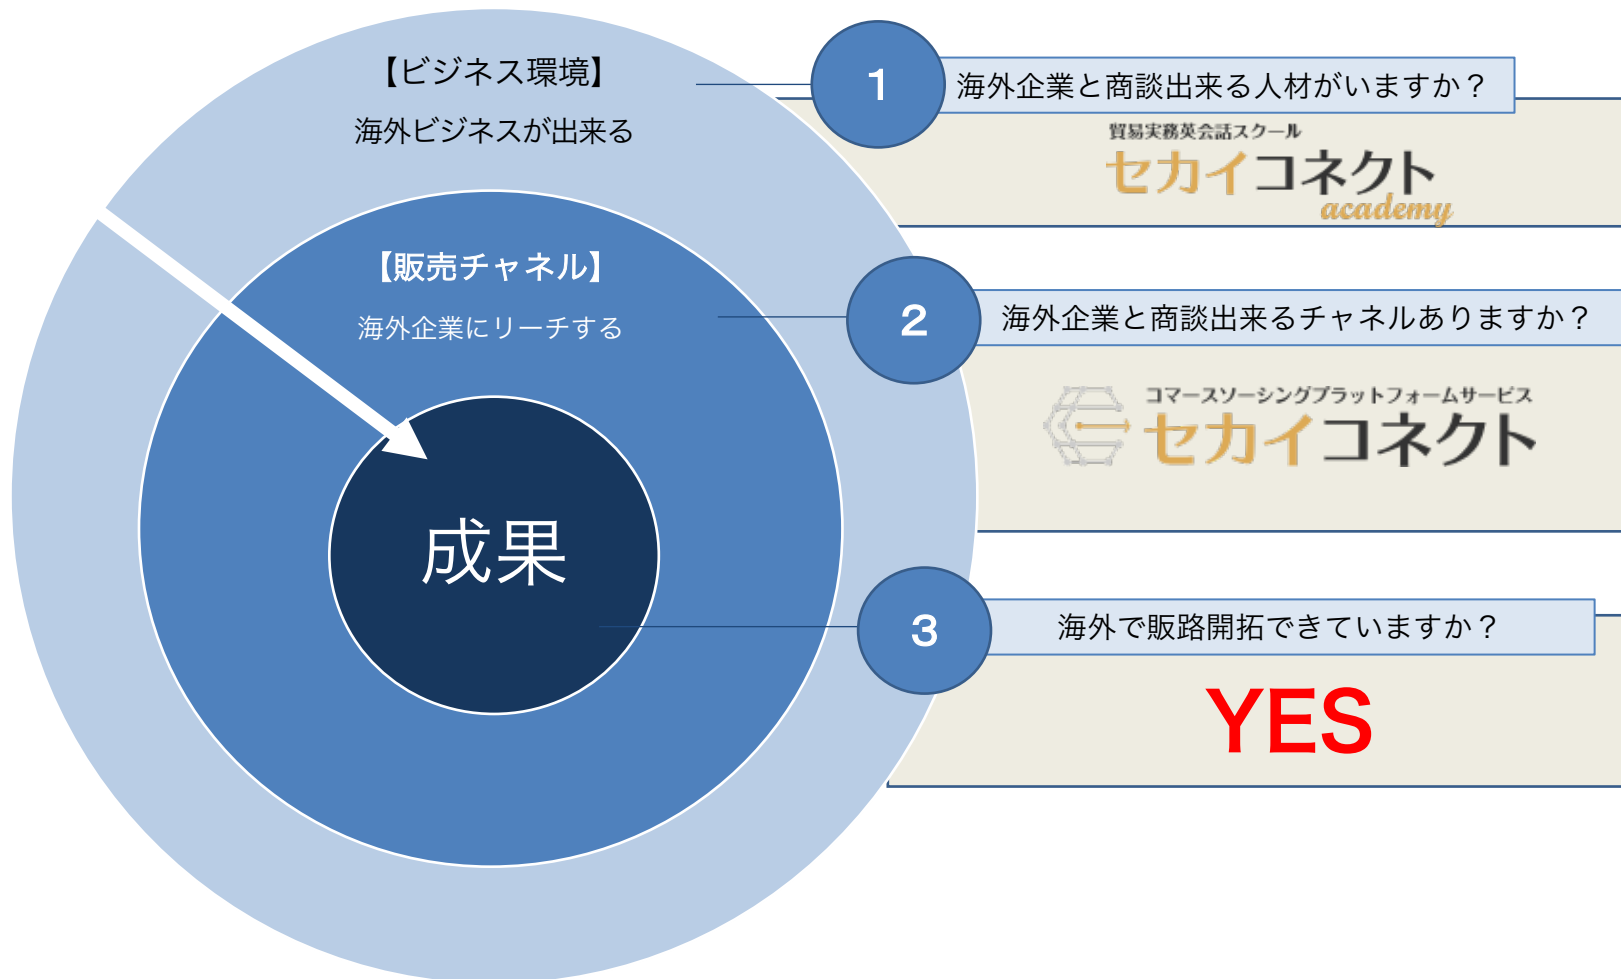 【ビジネス環境】
海外ビジネスが出来る
【販売チャネル】
海外企業にリーチする
成果
1
海外企業と商談出来る人材がいますか？
貿易実務英会話スクール
セカイコネクト
academy
2
海外企業と商談出来るチャネルありますか？
コマースソーシングプラットフォームサービス
セカイコネクト
3
海外で販路開拓できていますか？
YES